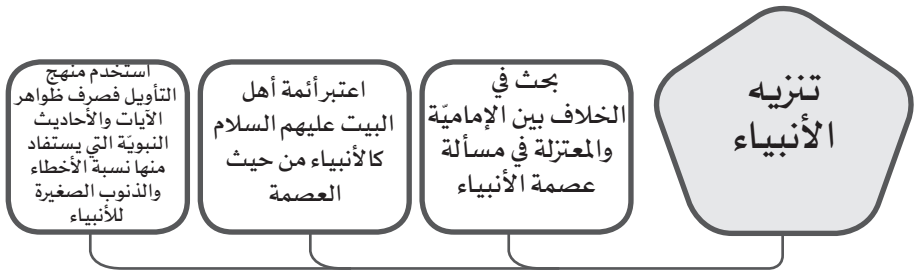 تنزيه
الأنبياء
بحث في
الخلاف بين الإماميّة
والمعتزلة في مسألة
عصمة الأنبياء
اعتبر أئمة أهل
البيت عليهم السلام
كالأنبياء من حيث
العصمة
استخدم منهج
التأويل فصرف ظواهر
الآيات والأحاديث
النبويّة التي يستفاد
منها نسبة الأخطاء
والذنوب الصغيرة
للأنبياء